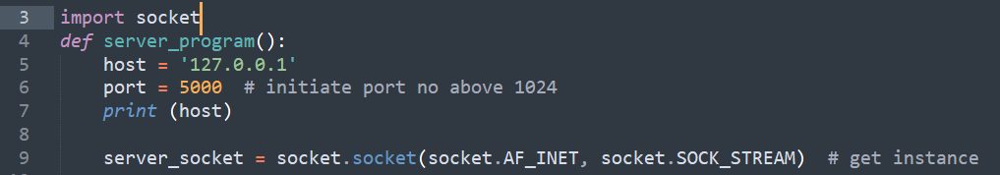 3 import socket
4 def server_program():
5 host = '127.0.0.1'
6 port = 5000 # initiate port no above 1024
7 print (host)
8
9 server_socket = socket.socket(socket.AF_INET, socket.SOCK_STREAM) # get instance